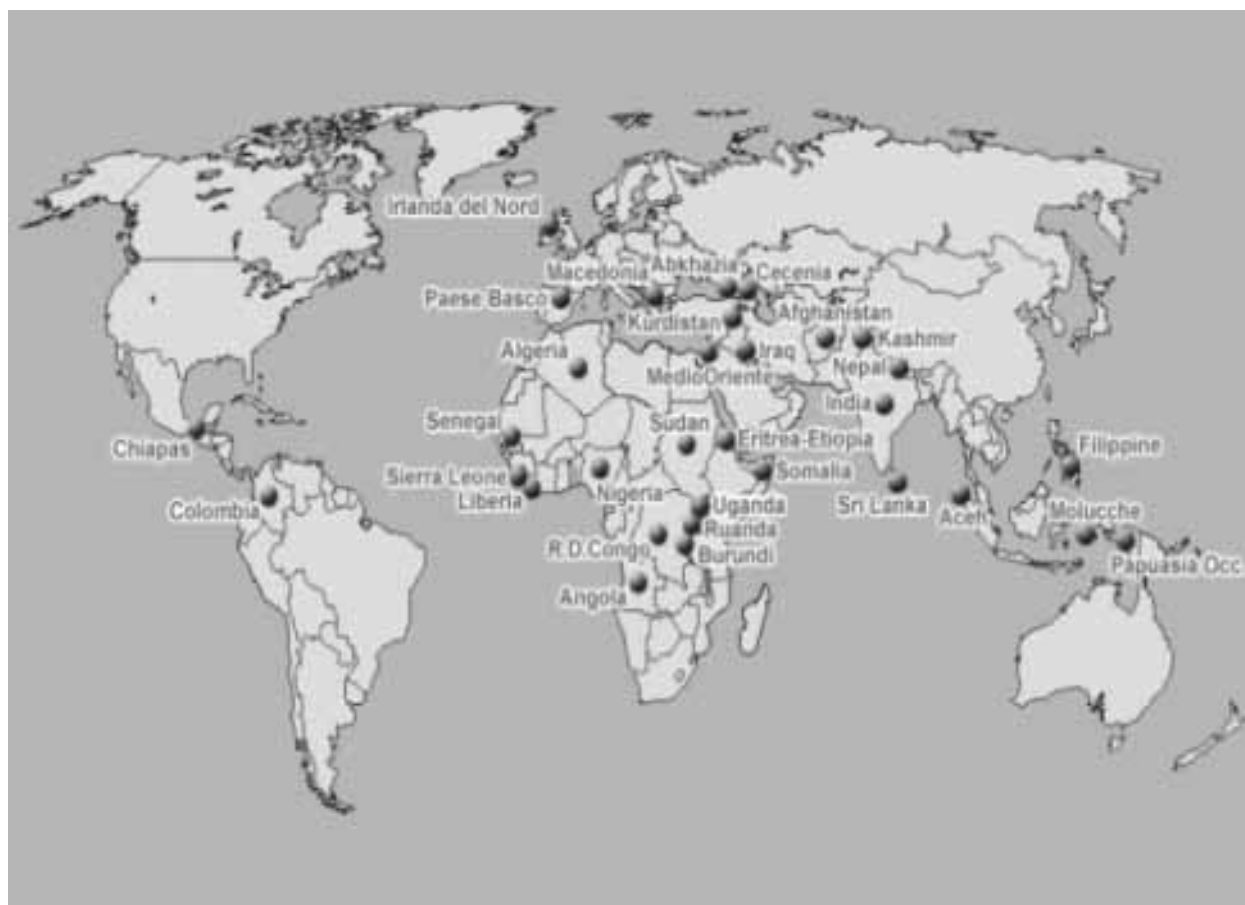 Irlanda del Nord
Macedonia
Abkhazia
Cecenia
Paese Basco
Kurdistan
Afghanistan
Algeria
Iraq
Kashmir
MedioOriente
Nepal
India
Senegal
Sudan
Eritrea-Etiopia
Chiapas
Filippine
Sierra Leone
Somalia
Liberia
Nigeria
Colombia
Uganda
Sri Lanka
Aceh
Molucche
Ruanda
R.D.Congo
Burundi
Papuasia Occ
Angola